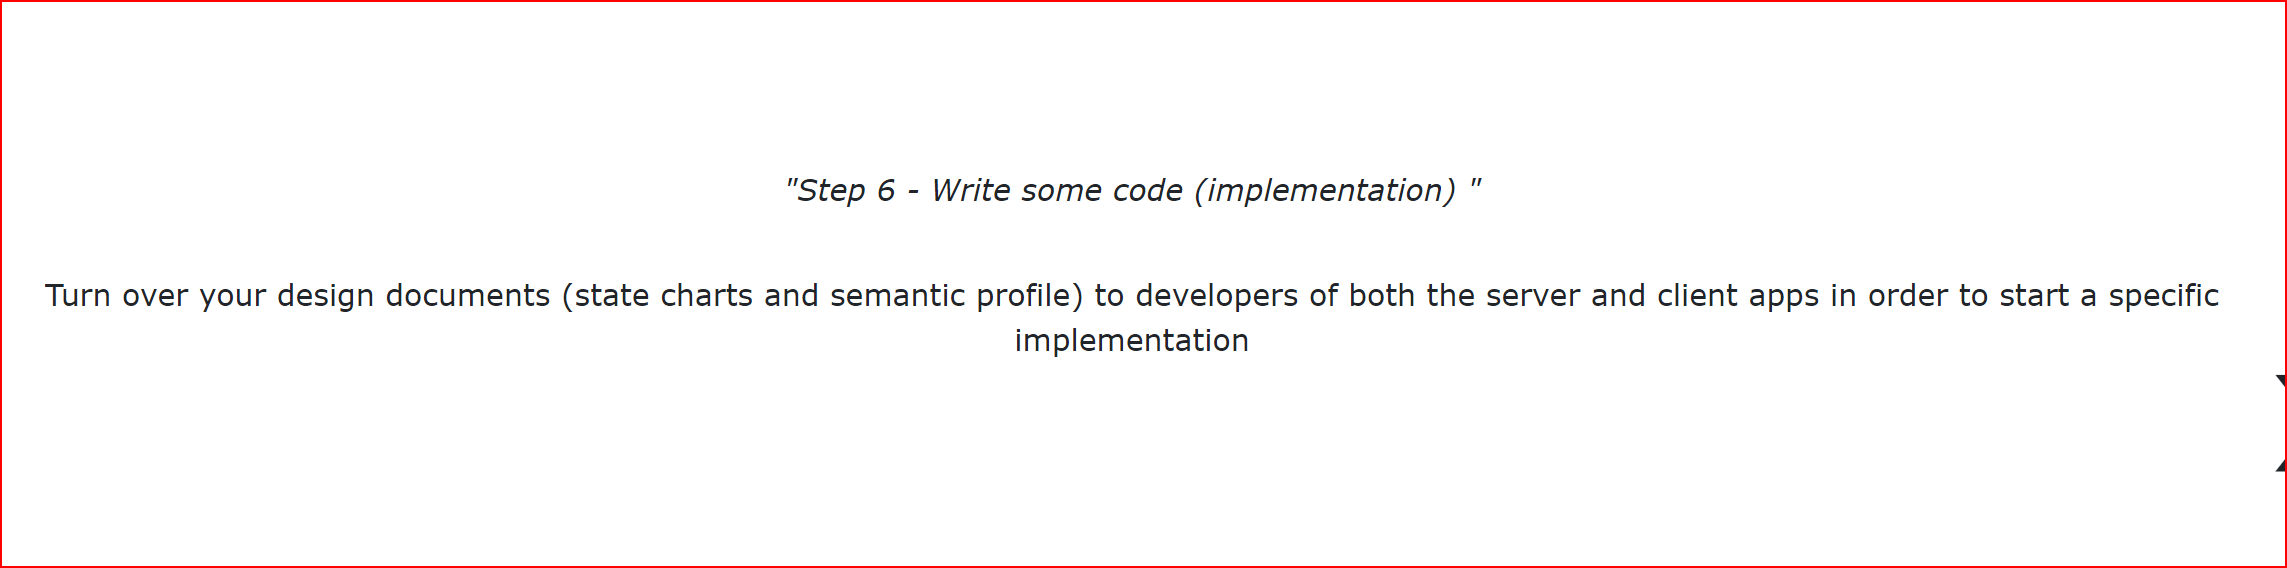 "Step 6 - Write some code (implementation) "
Turn over your design documents (state charts and semantic profile) to developers of both the server and client apps in order to start a specific
implementation